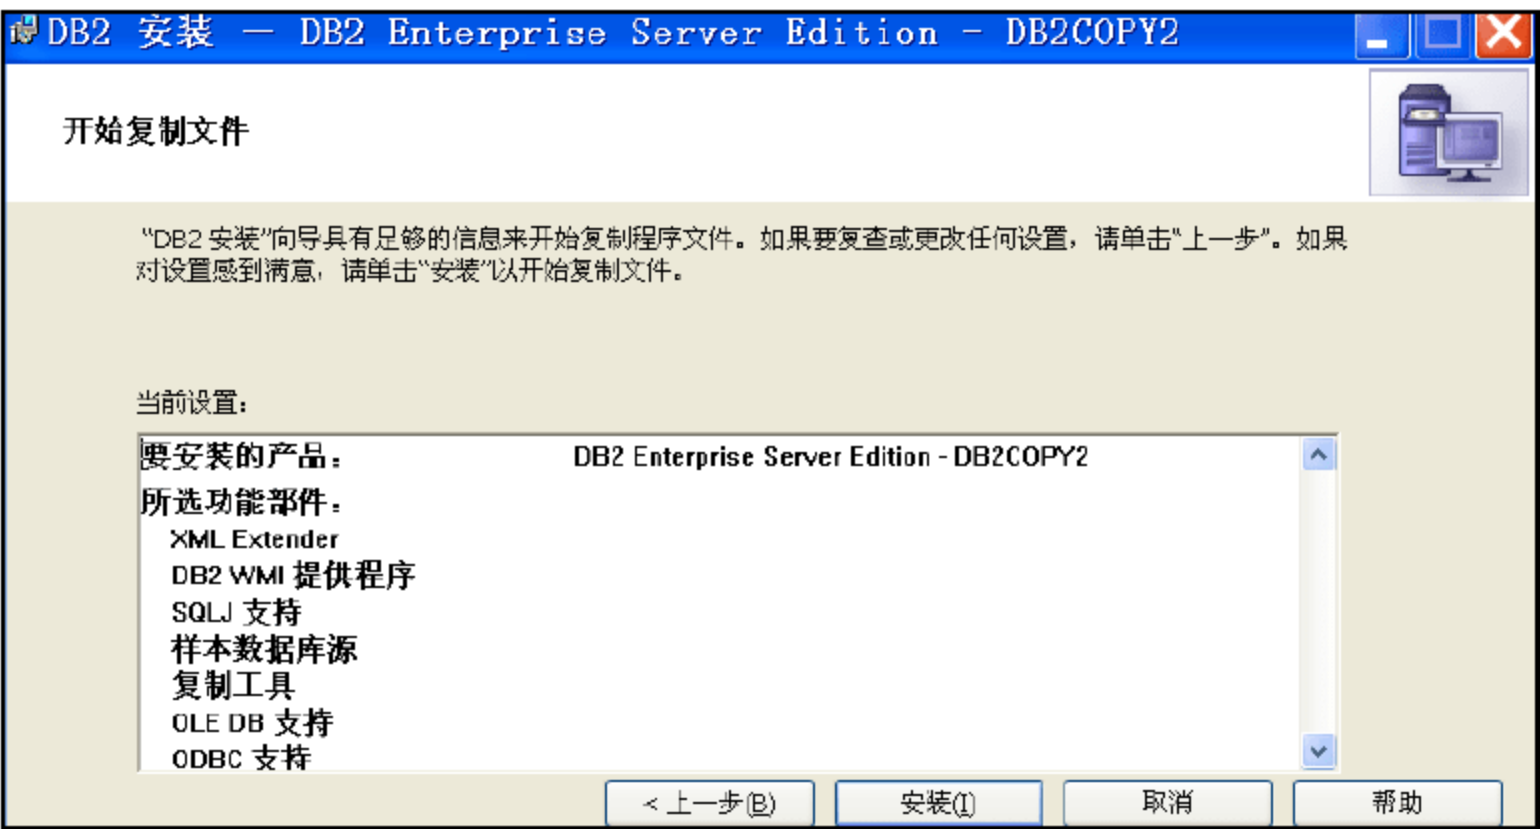 DB2 安装 — DB2 Enterprise Server Edition - DB2COPY2
开始复制文件
“DB2 安装”向导具有足够的信息来开始复制程序文件。如果要复查或更改任何设置，请单击“上一步”。如果
对设置感到满意，请单击“安装”以开始复制文件。
当前设置：
要安装的产品： DB2 Enterprise Server Edition - DB2COPY2
所选功能部件：
XML Extender
DB2 WMI 提供程序
SQLJ 支持
样本数据库源
复制工具
OLE DB 支持
ODBC 支持
< 上一步(B) 安装(I) 取消 帮助